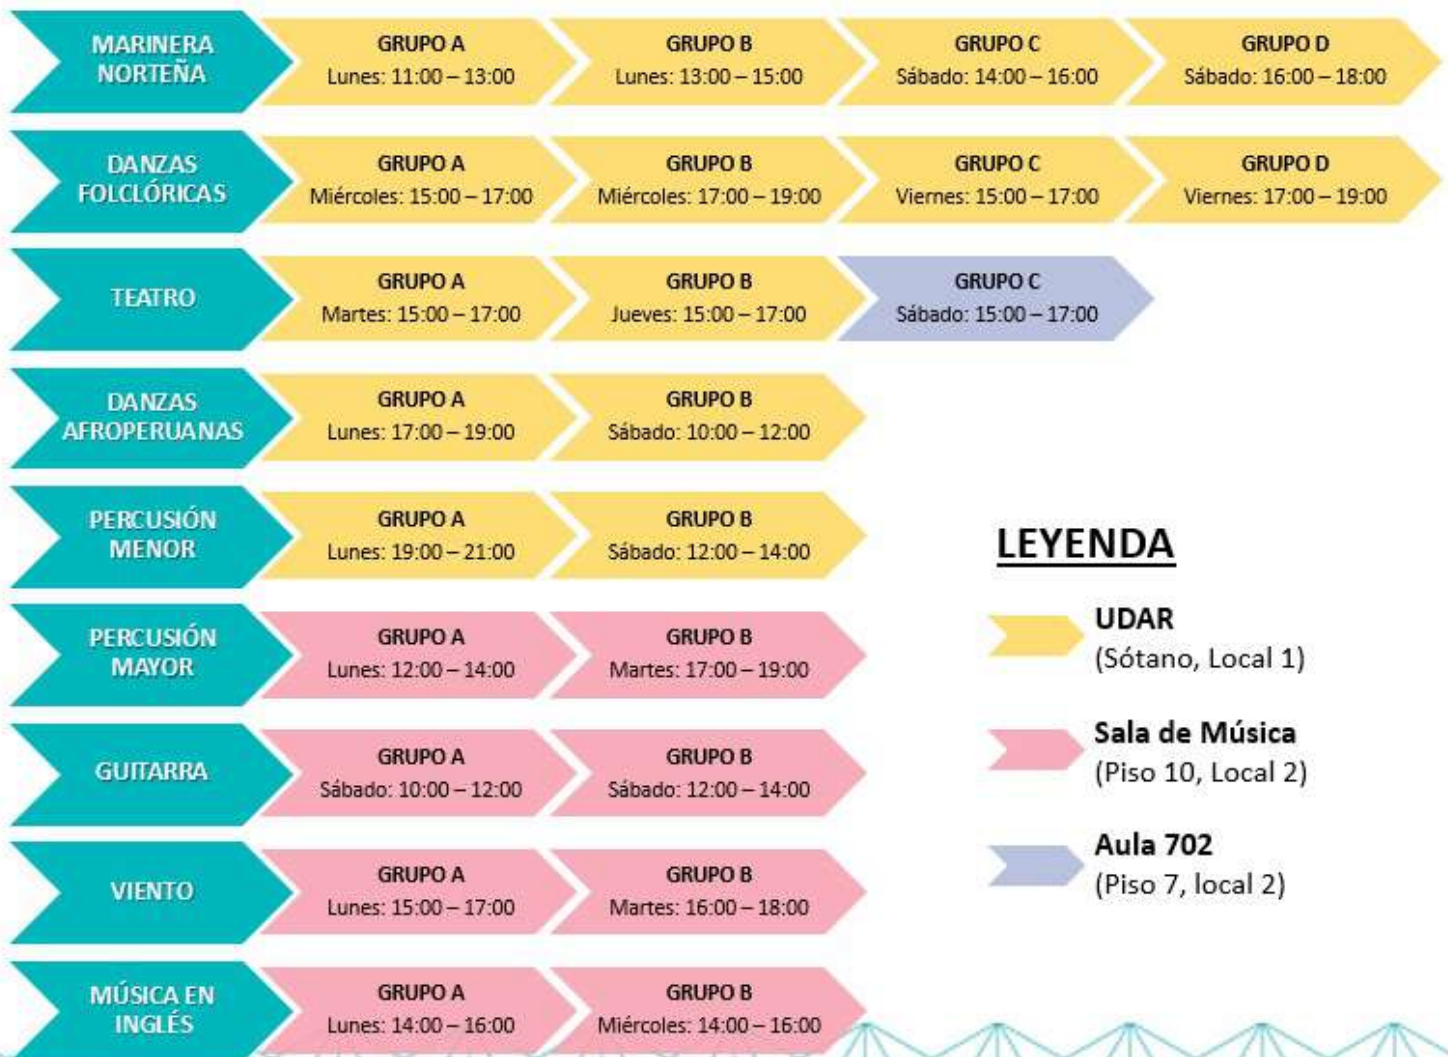 MARINERA
NORTEÑA
GRUPO A
Lunes: 11:00 – 13:00
GRUPO B
Lunes: 13:00 – 15:00
GRUPO C
Sábado: 14:00 – 16:00
GRUPO D
Sábado: 16:00 – 18:00
DANZAS
FOLCLÓRICAS
GRUPO A
Miércoles: 15:00 – 17:00
GRUPO B
Miércoles: 17:00 – 19:00
GRUPO C
Viernes: 15:00 – 17:00
GRUPO D
Viernes: 17:00 – 19:00
TEATRO
GRUPO A
Martes: 15:00 – 17:00
GRUPO B
Jueves: 15:00 – 17:00
GRUPO C
Sábado: 15:00 – 17:00
DANZAS
AFROPERUANAS
GRUPO A
Lunes: 17:00 – 19:00
GRUPO B
Sábado: 10:00 – 12:00
PERCUSIÓN
MENOR
GRUPO A
Lunes: 19:00 – 21:00
GRUPO B
Sábado: 12:00 – 14:00
PERCUSIÓN
MAYOR
GRUPO A
Lunes: 12:00 – 14:00
GRUPO B
Martes: 17:00 – 19:00
GUITARRA
GRUPO A
Sábado: 10:00 – 12:00
GRUPO B
Sábado: 12:00 – 14:00
VIENTO
GRUPO A
Lunes: 15:00 – 17:00
GRUPO B
Martes: 16:00 – 18:00
MÚSICA EN
INGLÉS
GRUPO A
Lunes: 14:00 – 16:00
GRUPO B
Miércoles: 14:00 – 16:00
LEYENDA
UDAR
(Sótano, Local 1)
Sala de Música
(Piso 10, Local 2)
Aula 702
(Piso 7, local 2)